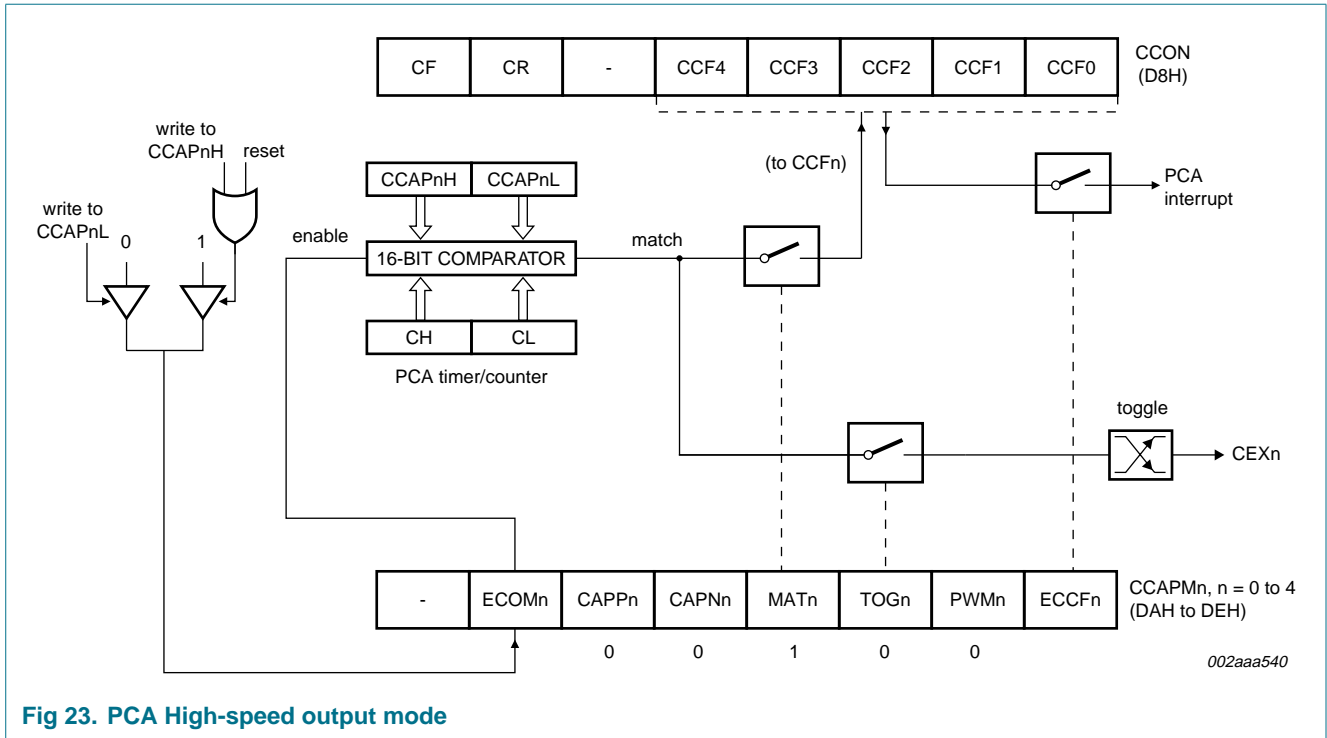 CF CR - CCF4 CCF3 CCF2 CCF1 CCF0
CCON
(D8H)
write to
CCAPnH reset
write to
CCAPnL
0 1
enable
CCAPnH CCAPnL
16-BIT COMPARATOR
CH CL
PCA timer/counter
match
(to CCFn)
PCA
interrupt
toggle
CEXn
- ECOMn CAPPn CAPNn MATn TOGn PWMn ECCFn
CCAPMn, n = 0 to 4
(DAH to DEH)
0 0 1 0 0
002aaa540
Fig 23. PCA High-speed output mode